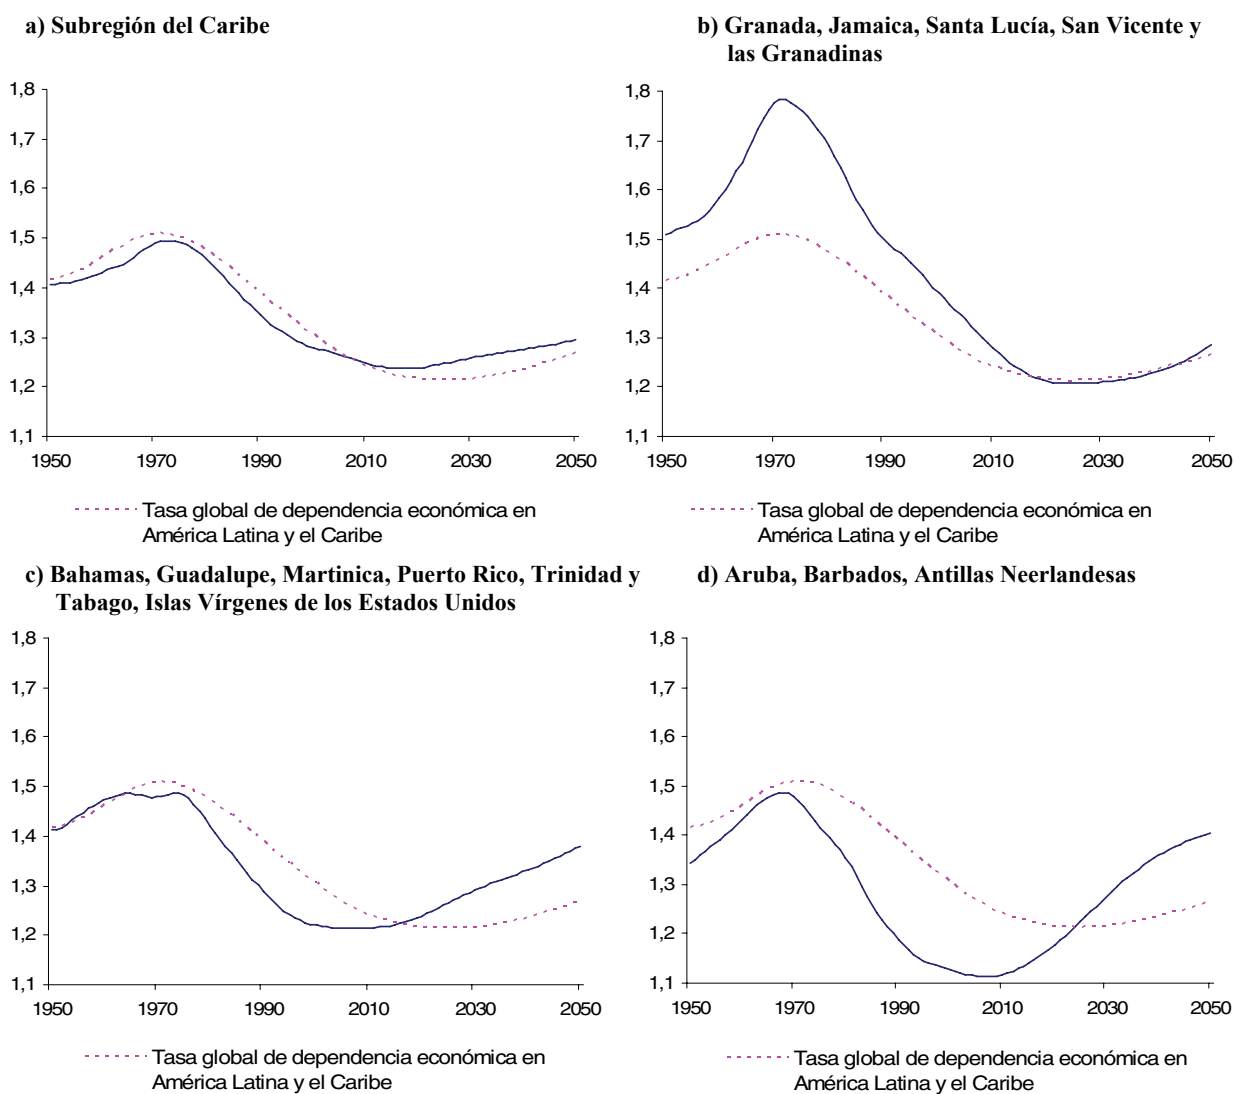 a) Subregión del Caribe
1,8
1,7
1,6
1,5
1,4
1,3
1,2
1,1
1950 1970 1990 2010 2030 2050
Tasa global de dependencia económica en
América Latina y el Caribe
b) Granada, Jamaica, Santa Lucía, San Vicente y
las Granadinas
1,8
1,7
1,6
1,5
1,4
1,3
1,2
1,1
1950 1970 1990 2010 2030 2050
Tasa global de dependencia económica en
América Latina y el Caribe
c) Bahamas, Guadalupe, Martinica, Puerto Rico, Trinidad y
Tabago, Islas Vírgenes de los Estados Unidos
1,8
1,7
1,6
1,5
1,4
1,3
1,2
1,1
1950 1970 1990 2010 2030 2050
Tasa global de dependencia económica en
América Latina y el Caribe
d) Aruba, Barbados, Antillas Neerlandesas
1,8
1,7
1,6
1,5
1,4
1,3
1,2
1,1
1950 1970 1990 2010 2030 2050
Tasa global de dependencia económica en
América Latina y el Caribe